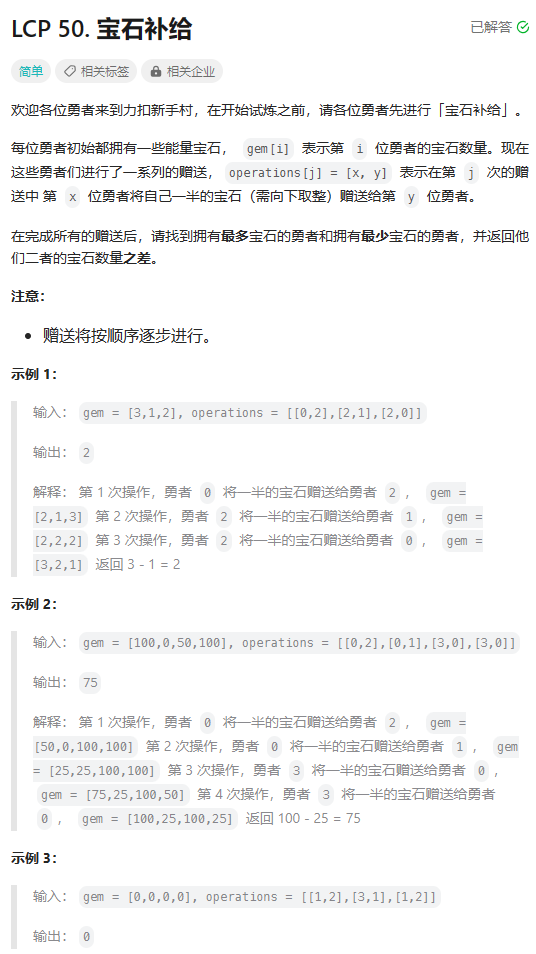 LCP 50. 宝石补给
已解答
简单 相关标签 相关企业
欢迎各位勇者来到力扣新手村，在开始试炼之前，请各位勇者先进行「宝石补给」。
每位勇者初始都拥有一些能量宝石， gem[i] 表示第 i 位勇者的宝石数量。现在
这些勇者们进行了一系列的赠送， operations[j] = [x, y] 表示在第 j 次的赠
送中 第 x 位勇者将自己一半的宝石（需向下取整）赠送给第 y 位勇者。
在完成所有的赠送后，请找到拥有最多宝石的勇者和拥有最少宝石的勇者，并返回他
们二者的宝石数量之差。
注意：
• 赠送将按顺序逐步进行。
示例 1：
输入： gem = [3,1,2], operations = [[0,2],[2,1],[2,0]]
输出： 2
解释： 第 1 次操作，勇者 0 将一半的宝石赠送给勇者 2 ， gem =
[2,1,3] 第 2 次操作，勇者 2 将一半的宝石赠送给勇者 1 ， gem =
[2,2,2] 第 3 次操作，勇者 2 将一半的宝石赠送给勇者 0 ， gem =
[3,2,1] 返回 3 - 1 = 2
示例 2：
输入： gem = [100,0,50,100], operations = [[0,2],[0,1],[3,0],[3,0]]
输出： 75
解释： 第 1 次操作，勇者 0 将一半的宝石赠送给勇者 2 ， gem =
[50,0,100,100] 第 2 次操作，勇者 0 将一半的宝石赠送给勇者 1 ， gem
= [25,25,100,100] 第 3 次操作，勇者 3 将一半的宝石赠送给勇者 0 ，
gem = [75,25,100,50] 第 4 次操作，勇者 3 将一半的宝石赠送给勇者
0 ， gem = [100,25,100,25] 返回 100 - 25 = 75
示例 3：
输入： gem = [0,0,0,0], operations = [[1,2],[3,1],[1,2]]
输出： 0